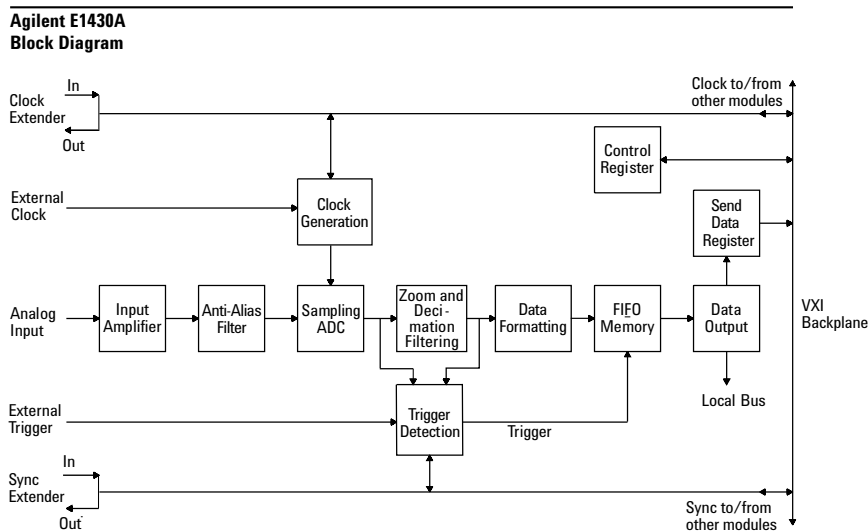 Agilent E1430A
Block Diagram
In
Clock
Extender
Out
Clock to/from
other modules
Control
Register
External
Clock
Clock
Generation
Send
Data
Register
Analog
Input
Input
Amplifier
Anti-Alias
Filter
Sampling
ADC
Zoom and
Deci-
mation
Filtering
Data
Formatting
FIFO
Memory
Data
Output
VXI
Backplane
Local Bus
External
Trigger
Trigger
Detection
Trigger
In
Sync
Extender
Out
Sync to/from
other modules